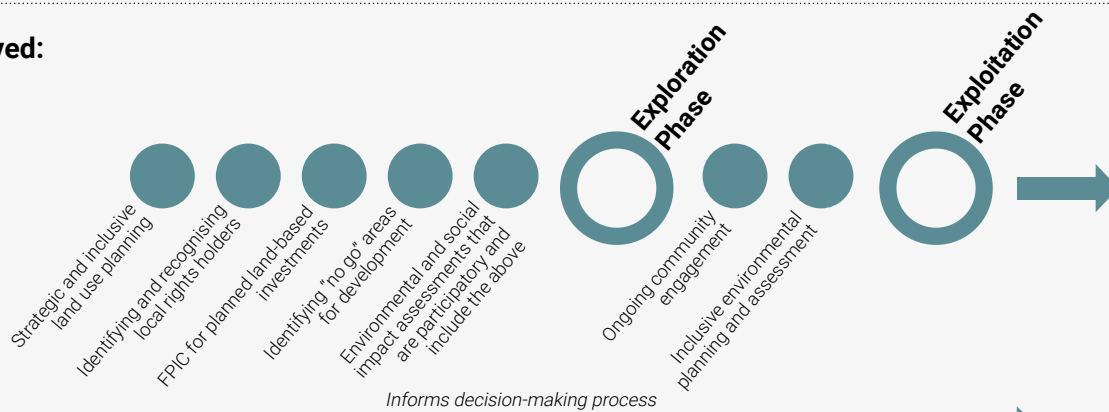 Exploration
Phase
Exploitation
Phase
Strategic and inclusive
land use planning
Identifying and recognising
local rights holders
FPIC for planned land-based
investments
Identifying “no go” areas
for development
Environmental and social
impact assessments that
are participatory and
include the above
Ongoing community
engagement
Inclusive environmental
planning and assessment
Informs decision-making process